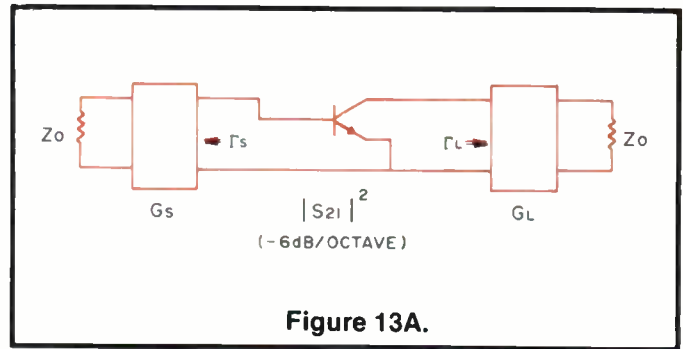 Zo
Γs
ΓL
Zo
Gs
|S21|²
GL
(-6dB/OCTAVE)
Figure 13A.